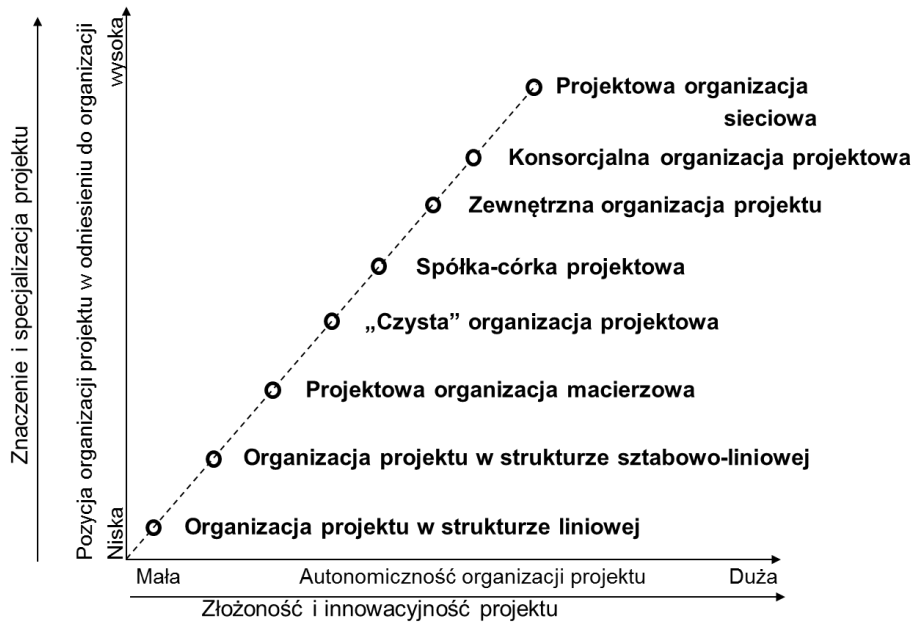 Znaczenie i specjalizacja projektu
Pozycja organizacji projektu w odniesieniu do organizacji
Niska
wysoka
Projektowa organizacja
sieciowa
Konsorcjalna organizacja projektowa
Zewnętrzna organizacja projektu
Spółka-córka projektowa
„Czysta” organizacja projektowa
Projektowa organizacja macierzowa
Organizacja projektu w strukturze sztabowo-liniowej
Organizacja projektu w strukturze liniowej
Mała
Autonomiczność organizacji projektu
Duża
Złożoność i innowacyjność projektu